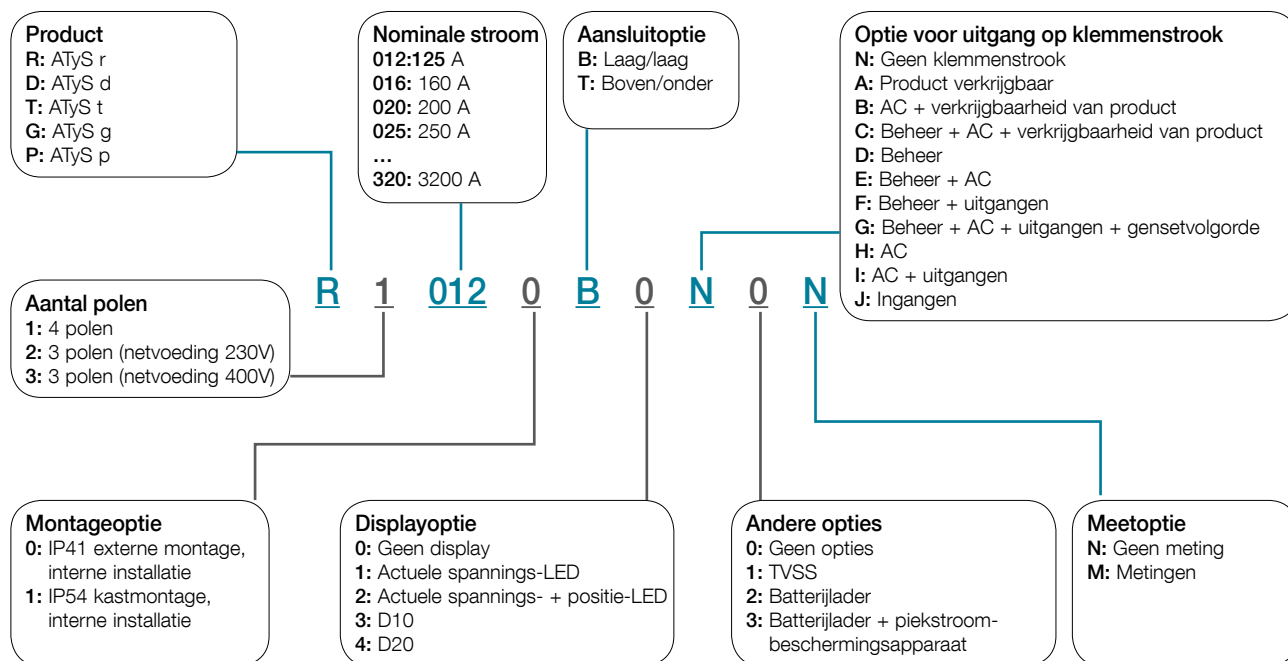 Product
R: ATyS r
D: ATyS d
T: ATyS t
G: ATyS g
P: ATyS p
Nominale stroom
012:125 A
016: 160 A
020: 200 A
025: 250 A
...
320: 3200 A
Aansluitoptie
B: Laag/laag
T: Boven/onder
Optie voor uitgang op klemmenstrook
N: Geen klemmenstrook
A: Product verkrijgbaar
B: AC + verkrijgbaarheid van product
C: Beheer + AC + verkrijgbaarheid van product
D: Beheer
E: Beheer + AC
F: Beheer + uitgangen
G: Beheer + AC + uitgangen + gensetvolgorde
H: AC
I: AC + uitgangen
J: Ingangen
R 1 012 0 B 0 N 0 N
Aantal polen
1: 4 polen
2: 3 polen (netvoeding 230V)
3: 3 polen (netvoeding 400V)
Montageoptie
0: IP41 externe montage,
interne installatie
1: IP54 kastmontage,
interne installatie
Displayoptie
0: Geen display
1: Actuele spannings-LED
2: Actuele spannings- + positie-LED
3: D10
4: D20
Andere opties
0: Geen opties
1: TVSS
2: Batterijlader
3: Batterijlader + piekstroom-
beschermingsapparaat
Meetoptie
N: Geen meting
M: Metingen